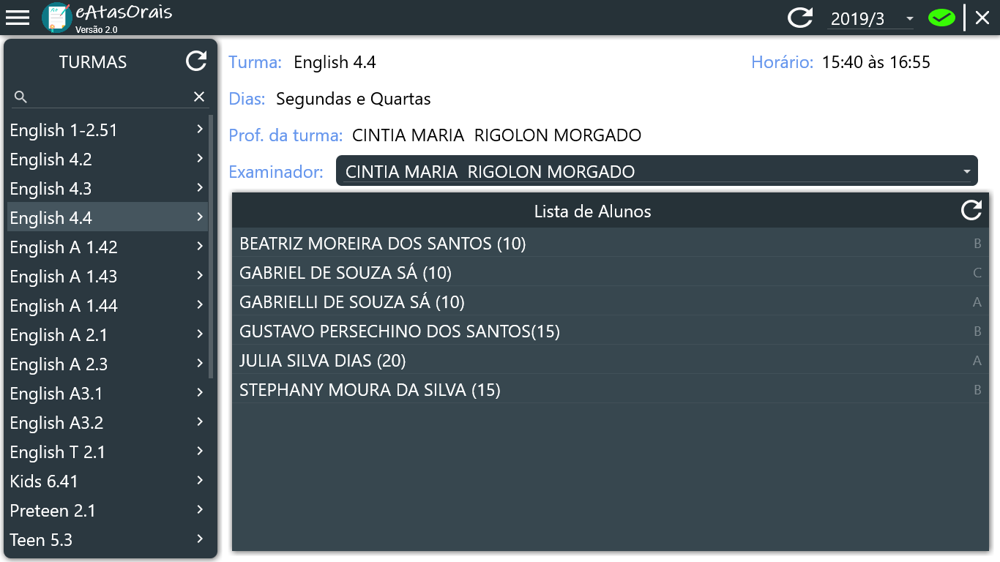 eAtasOrais
Versão 2.0
2019/3
TURMAS
English 1-2.51
English 4.2
English 4.3
English 4.4
English A 1.42
English A 1.43
English A 1.44
English A 2.1
English A 2.3
English A3.1
English A3.2
English T 2.1
Kids 6.41
Preteen 2.1
Teen 5.3
Turma: English 4.4
Horário: 15:40 às 16:55
Dias: Segundas e Quartas
Prof. da turma: CINTIA MARIA  RIGOLON MORGADO
Examinador: CINTIA MARIA  RIGOLON MORGADO
Lista de Alunos
BEATRIZ MOREIRA DOS SANTOS (10) B
GABRIEL DE SOUZA SÁ (10) C
GABRIELLI DE SOUZA SÁ (10) A
GUSTAVO PERSECHINO DOS SANTOS(15) B
JULIA SILVA DIAS (20) A
STEPHANY MOURA DA SILVA (15) B